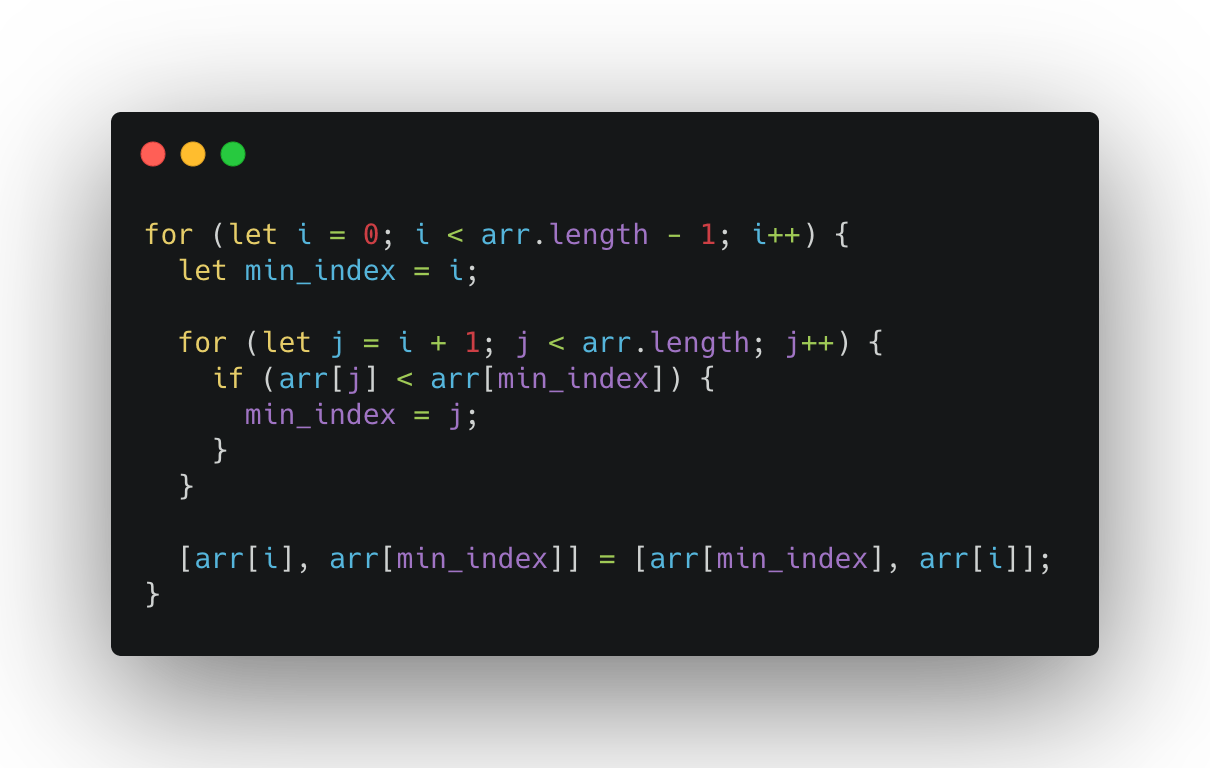 for (let i = 0; i < arr.length - 1; i++) {
  let min_index = i;

  for (let j = i + 1; j < arr.length; j++) {
    if (arr[j] < arr[min_index]) {
      min_index = j;
    }
  }

  [arr[i], arr[min_index]] = [arr[min_index], arr[i]];
}